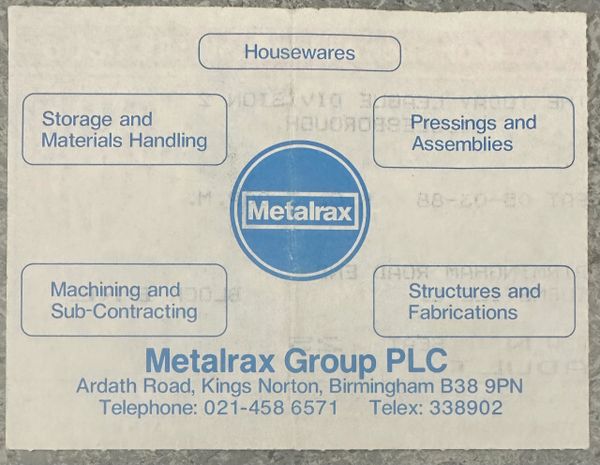 Housewares
Storage and
Materials Handling
Pressings and
Assemblies
Metalrax
Machining and
Sub-Contracting
Structures and
Fabrications
Metalrax Group PLC
Ardath Road, Kings Norton, Birmingham B38 9PN
Telephone: 021-458 6571 Telex: 338902